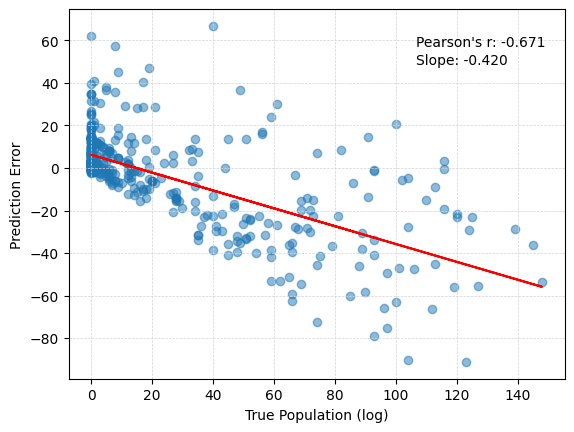 Pearson's r: -0.671
Slope: -0.420
60
40
20
0
−20
−40
−60
−80
Prediction Error
0 20 40 60 80 100 120 140
True Population (log)